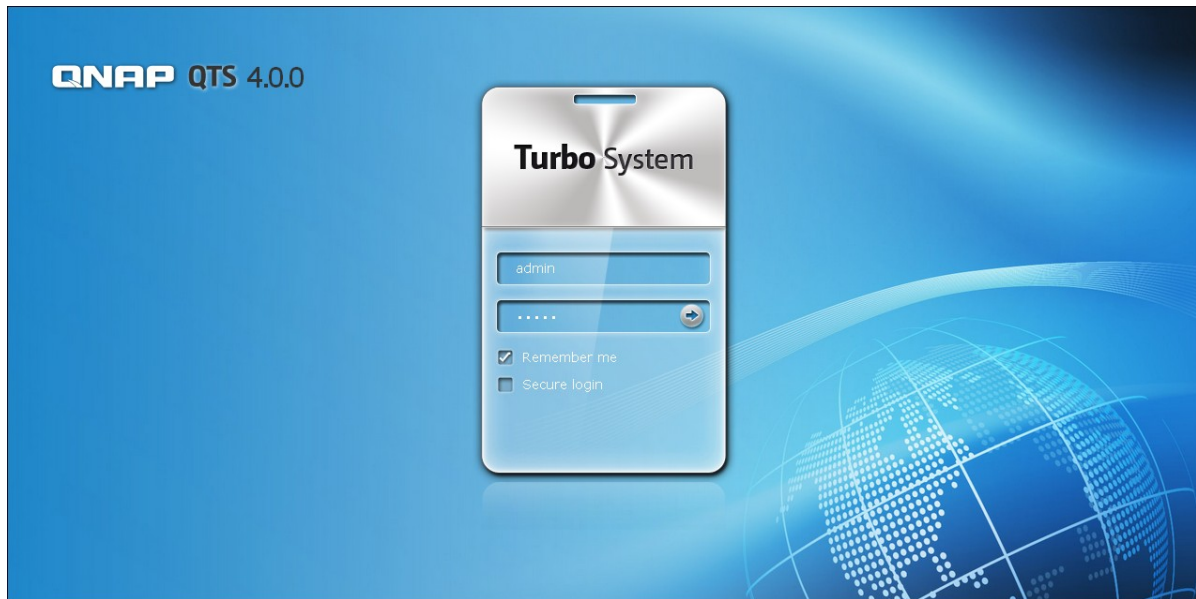 QNAP QTS 4.0.0
Turbo System
admin
.....
Remember me
Secure login